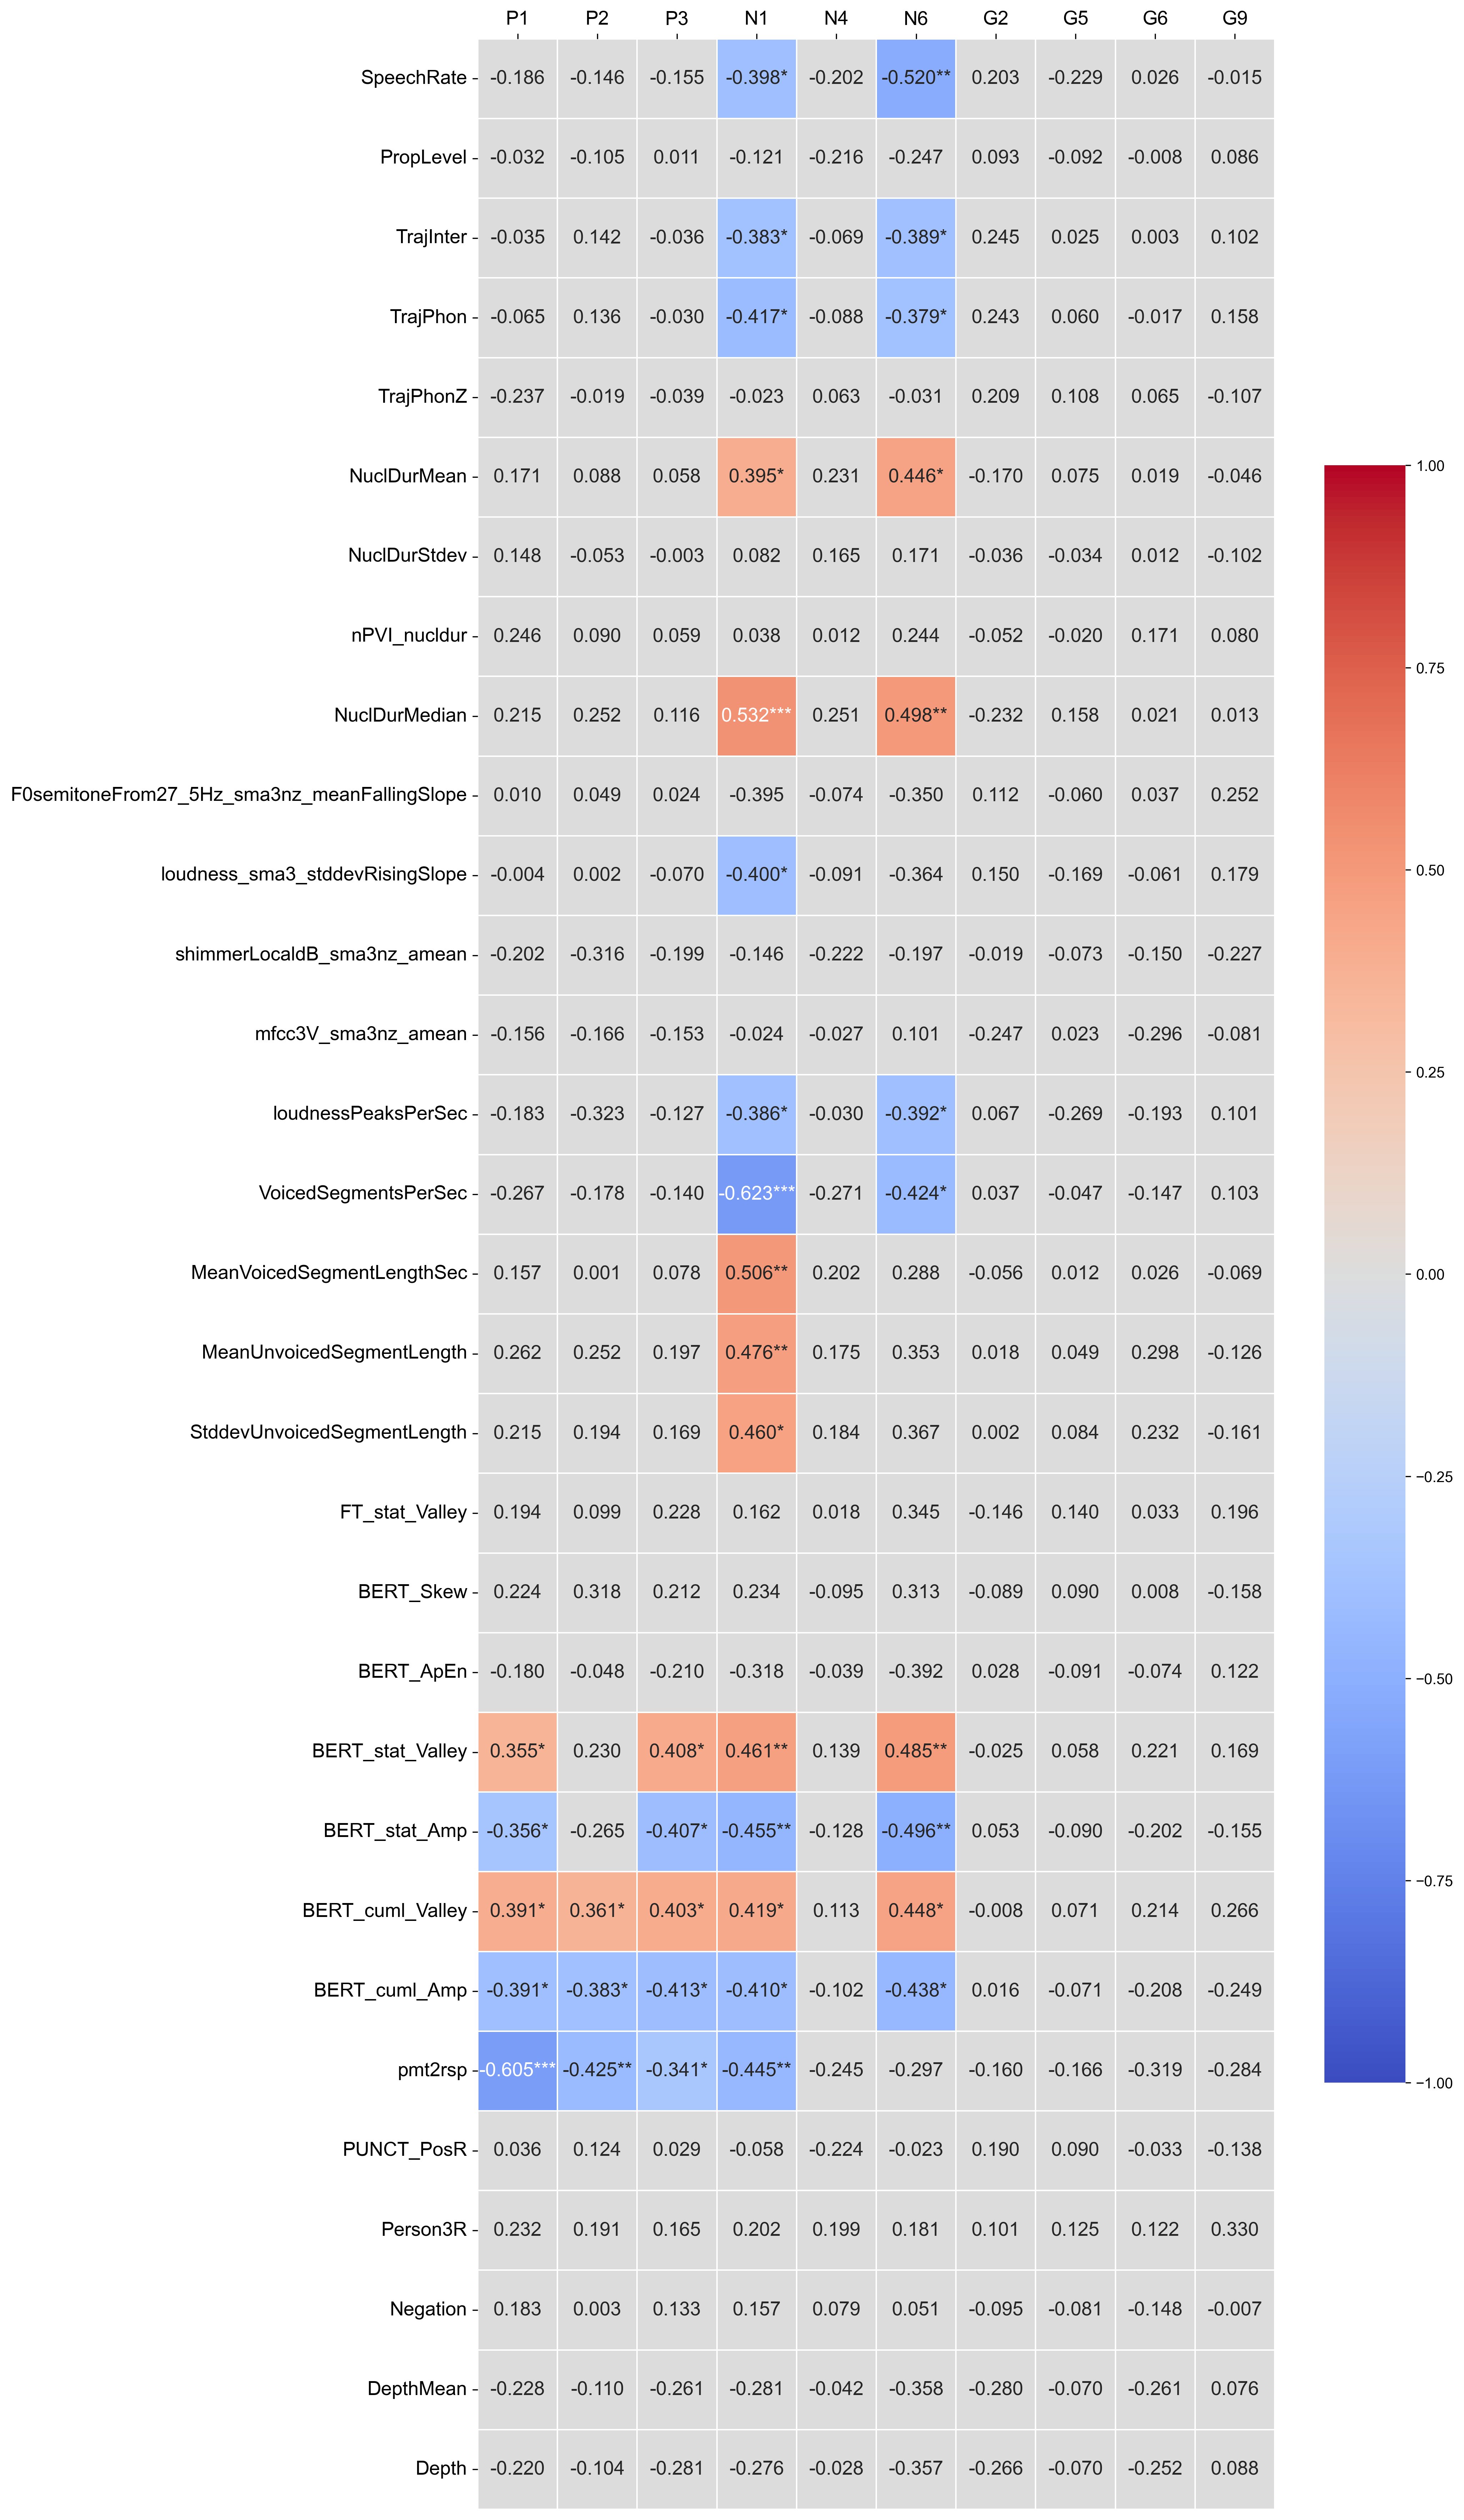 P1 P2 P3 N1 N4 N6 G2 G5 G6 G9
SpeechRate -0.186 -0.146 -0.155 -0.398* -0.202 -0.520** 0.203 -0.229 0.026 -0.015
PropLevel -0.032 -0.105 0.011 -0.121 -0.216 -0.247 0.093 -0.092 -0.008 0.086
TrajInter -0.035 0.142 -0.036 -0.383* -0.069 -0.389* 0.245 0.025 0.003 0.102
TrajPhon -0.065 0.136 -0.030 -0.417* -0.088 -0.379* 0.243 0.060 -0.017 0.158
TrajPhonZ -0.237 -0.019 -0.039 -0.023 0.063 -0.031 0.209 0.108 0.065 -0.107
NuclDurMean 0.171 0.088 0.058 0.395* 0.231 0.446* -0.170 0.075 0.019 -0.046
1.00
NuclDurStdev 0.148 -0.053 -0.003 0.082 0.165 0.171 -0.036 -0.034 0.012 -0.102
nPVI_nucldur 0.246 0.090 0.059 0.038 0.012 0.244 -0.052 -0.020 0.171 0.080
0.75
NuclDurMedian 0.215 0.252 0.116 0.532*** 0.251 0.498** -0.232 0.158 0.021 0.013
F0semitoneFrom27_5Hz_sma3nz_meanFallingSlope 0.010 0.049 0.024 -0.395 -0.074 -0.350 0.112 -0.060 0.037 0.252
0.50
loudness_sma3_stddevRisingSlope -0.004 0.002 -0.070 -0.400* -0.091 -0.364 0.150 -0.169 -0.061 0.179
shimmerLocaldB_sma3nz_amean -0.202 -0.316 -0.199 -0.146 -0.222 -0.197 -0.019 -0.073 -0.150 -0.227
mfcc3V_sma3nz_amean -0.156 -0.166 -0.153 -0.024 -0.027 0.101 -0.247 0.023 -0.296 -0.081
0.25
loudnessPeaksPerSec -0.183 -0.323 -0.127 -0.386* -0.030 -0.392* 0.067 -0.269 -0.193 0.101
VoicedSegmentsPerSec -0.267 -0.178 -0.140 -0.623*** -0.271 -0.424* 0.037 -0.047 -0.147 0.103
MeanVoicedSegmentLengthSec 0.157 0.001 0.078 0.506** 0.202 0.288 -0.056 0.012 0.026 -0.069
0.00
MeanUnvoicedSegmentLength 0.262 0.252 0.197 0.476** 0.175 0.353 0.018 0.049 0.298 -0.126
StddevUnvoicedSegmentLength 0.215 0.194 0.169 0.460* 0.184 0.367 0.002 0.084 0.232 -0.161
−0.25
FT_stat_Valley 0.194 0.099 0.228 0.162 0.018 0.345 -0.146 0.140 0.033 0.196
BERT_Skew 0.224 0.318 0.212 0.234 -0.095 0.313 -0.089 0.090 0.008 -0.158
BERT_ApEn -0.180 -0.048 -0.210 -0.318 -0.039 -0.392 0.028 -0.091 -0.074 0.122
−0.50
BERT_stat_Valley 0.355* 0.230 0.408* 0.461** 0.139 0.485** -0.025 0.058 0.221 0.169
BERT_stat_Amp -0.356* -0.265 -0.407* -0.455** -0.128 -0.496** 0.053 -0.090 -0.202 -0.155
−0.75
BERT_cuml_Valley 0.391* 0.361* 0.403* 0.419* 0.113 0.448* -0.008 0.071 0.214 0.266
BERT_cuml_Amp -0.391* -0.383* -0.413* -0.410* -0.102 -0.438* 0.016 -0.071 -0.208 -0.249
pmt2rsp -0.605*** -0.425** -0.341* -0.445** -0.245 -0.297 -0.160 -0.166 -0.319 -0.284
−1.00
PUNCT_PosR 0.036 0.124 0.029 -0.058 -0.224 -0.023 0.190 0.090 -0.033 -0.138
Person3R 0.232 0.191 0.165 0.202 0.199 0.181 0.101 0.125 0.122 0.330
Negation 0.183 0.003 0.133 0.157 0.079 0.051 -0.095 -0.081 -0.148 -0.007
DepthMean -0.228 -0.110 -0.261 -0.281 -0.042 -0.358 -0.280 -0.070 -0.261 0.076
Depth -0.220 -0.104 -0.281 -0.276 -0.028 -0.357 -0.266 -0.070 -0.252 0.088